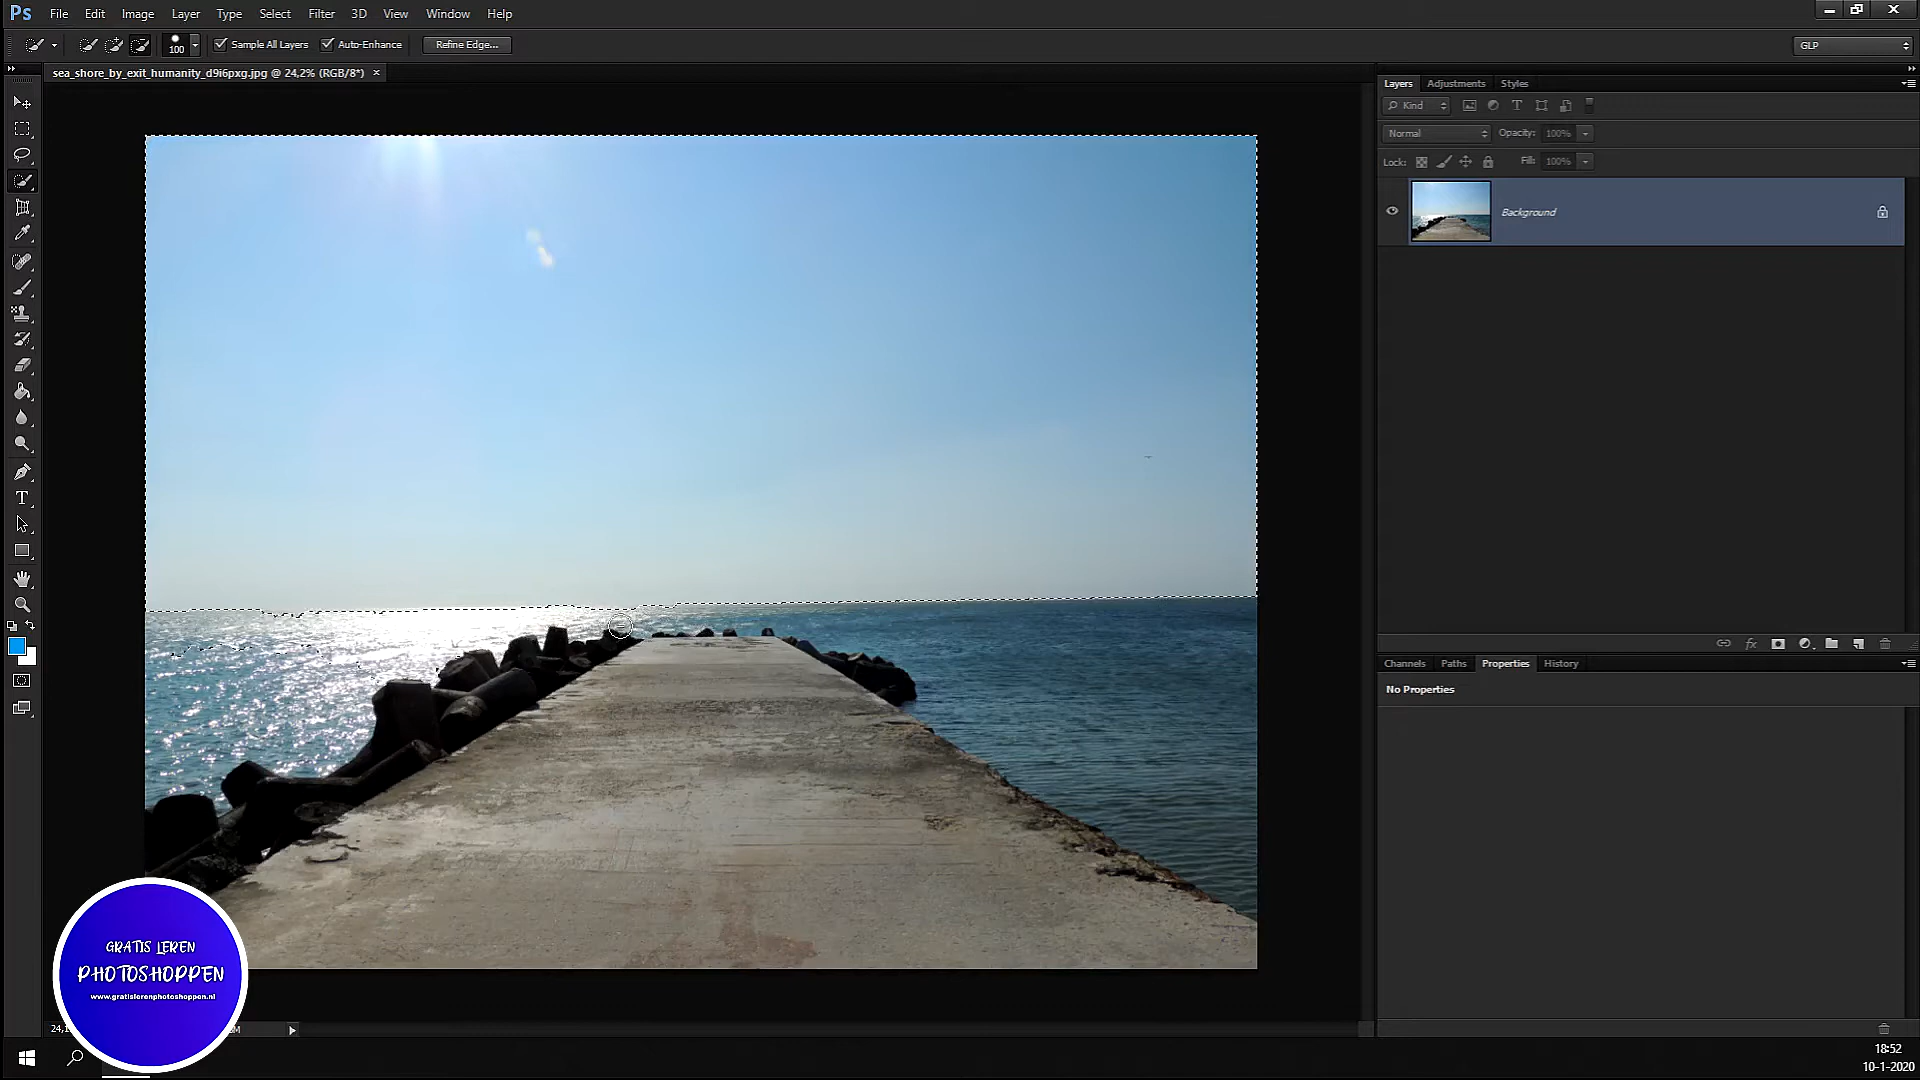 Ps File Edit Image Layer Type Select Filter 3D View Window Help
100 Sample All Layers Auto-Enhance Refine Edge... GLP
sea_shore_by_exit_humanity_d9i6pxg.jpg @ 24,2% (RGB/8*) ×
Layers Adjustments Styles
Kind
Normal Opacity: 100%
Lock: Fill: 100%
Background
Channels Paths Properties History
No Properties
GRATIS LEREN
PHOTOSHOPPEN
www.gratislerenphotoshoppen.nl
18:52
10-1-2020